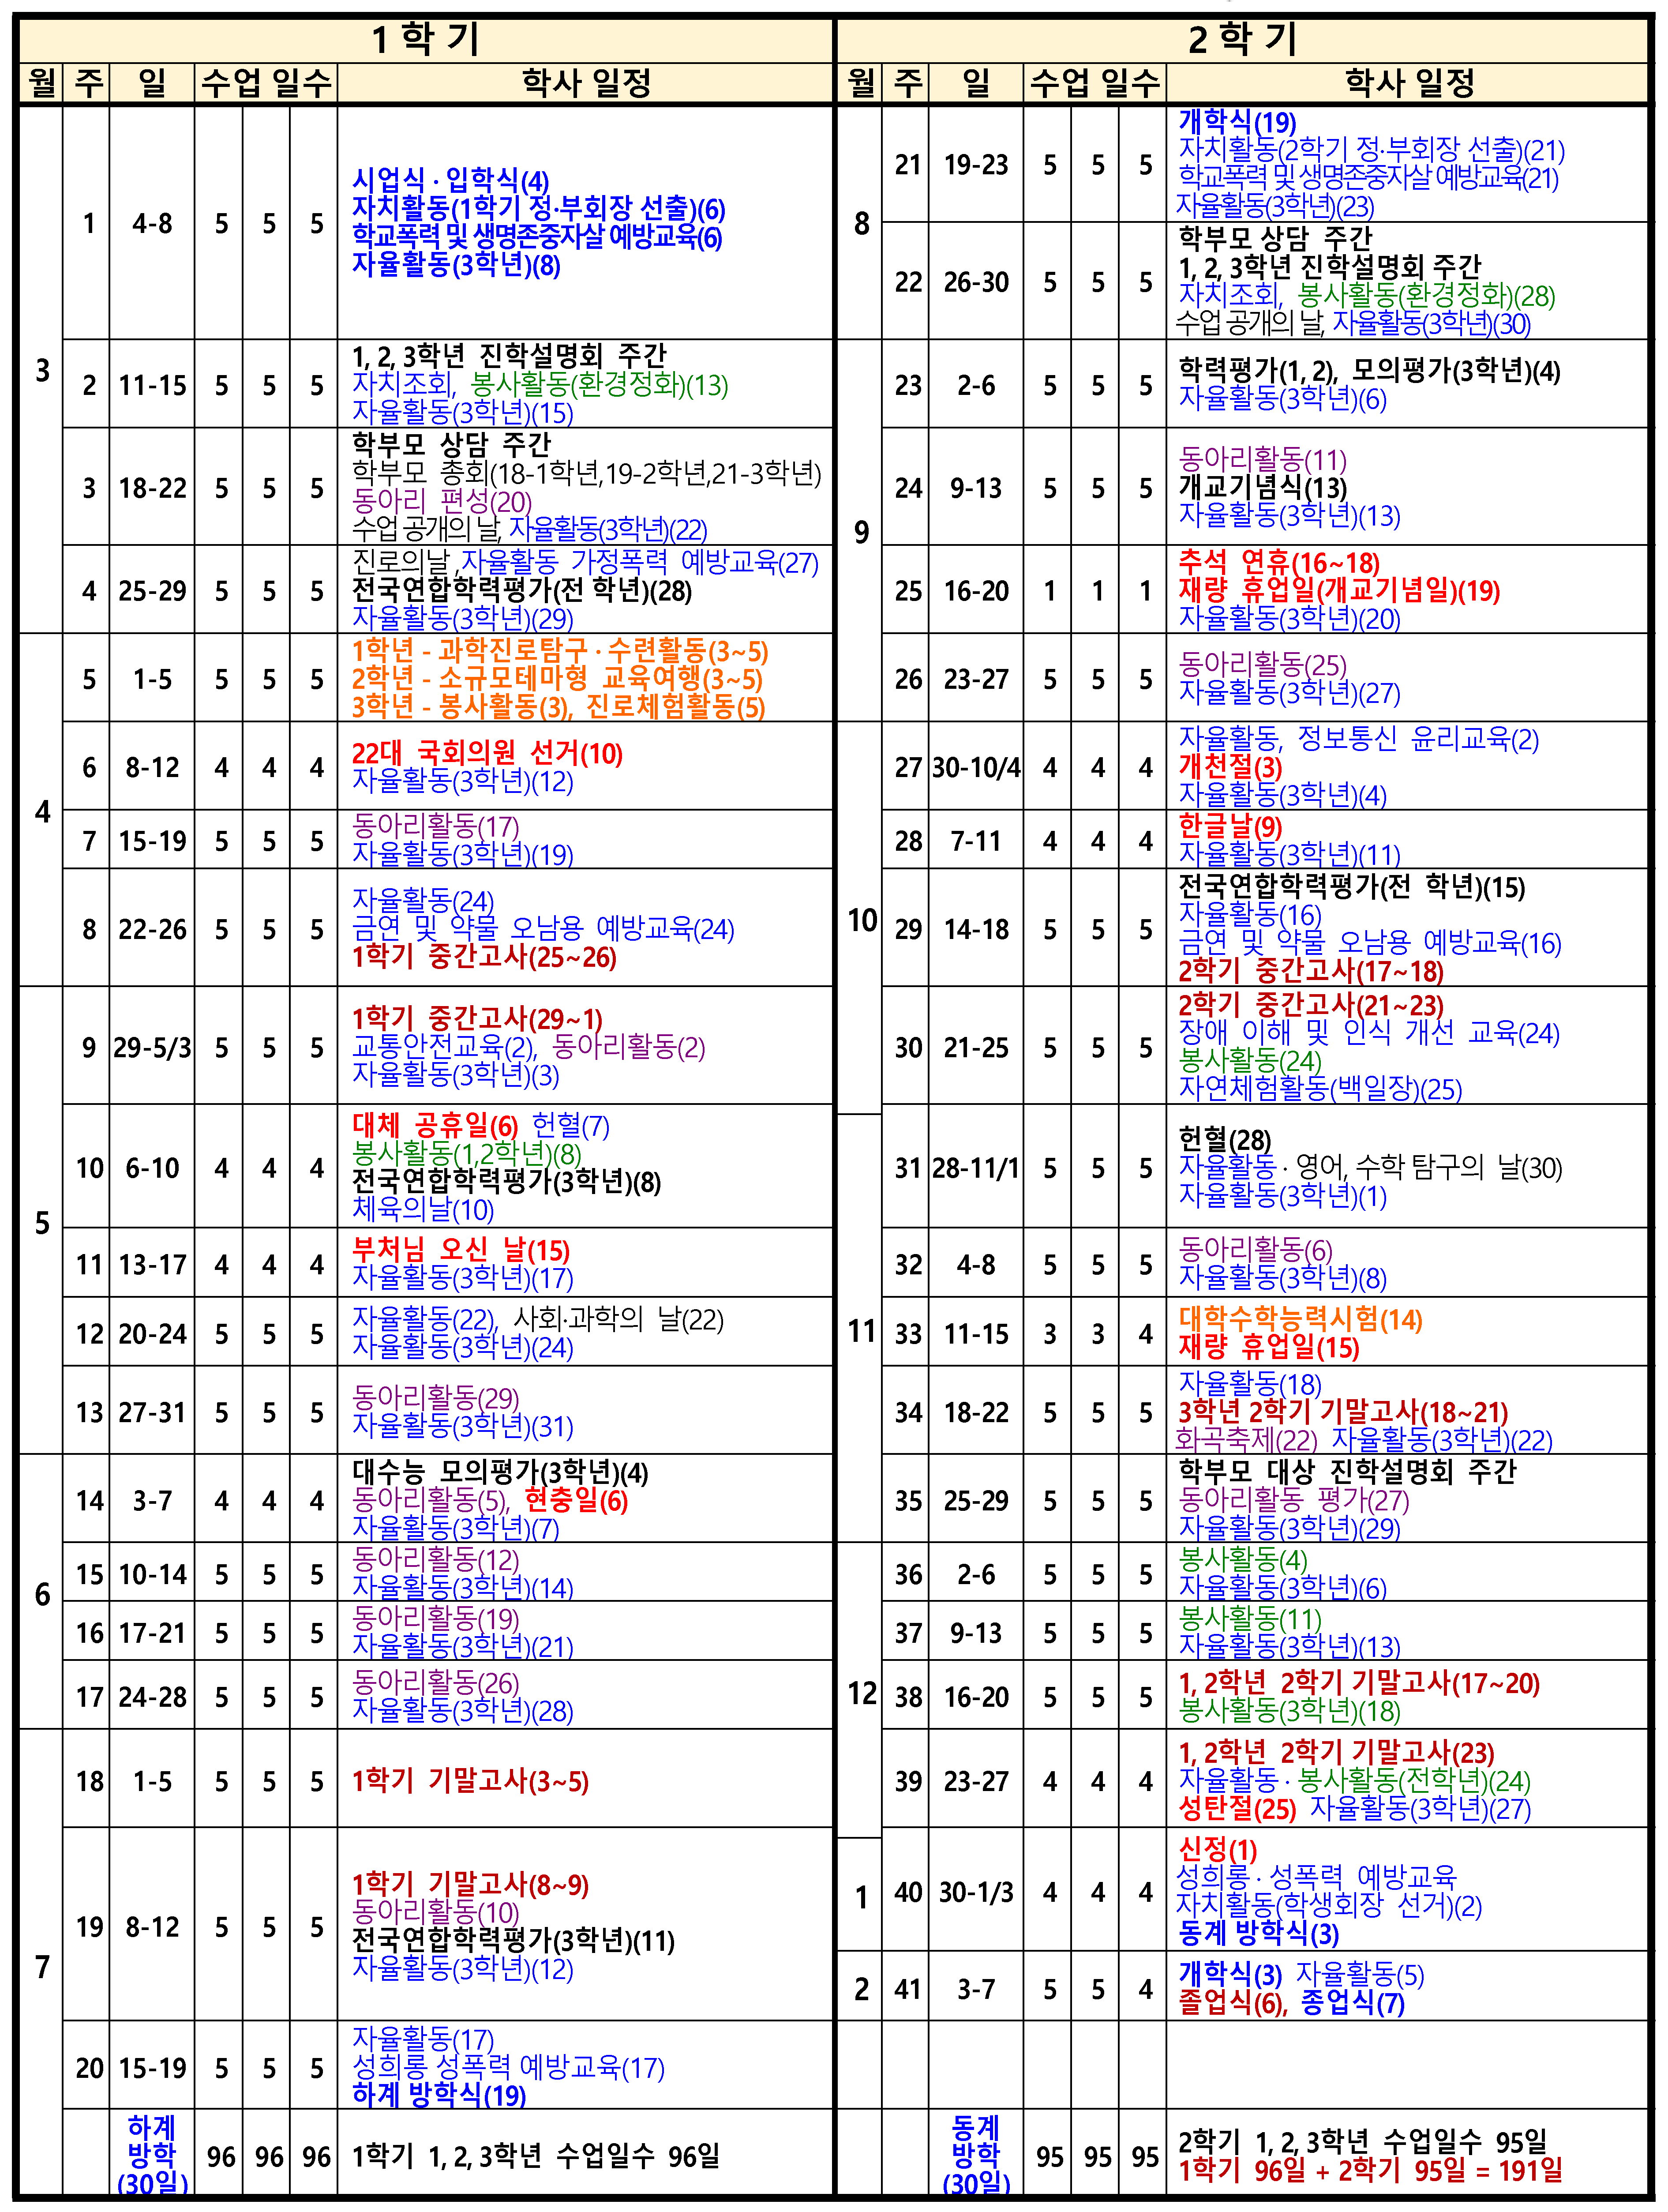 1 학 기
월 주 일 수업 일수 학사 일정
3
1 4-8 5 5 5
시업식 · 입학식(4)
자치활동(1학기 정·부회장 선출)(6)
학교폭력 및 생명존중자살 예방교육(6)
자율활동(3학년)(8)
2 11-15 5 5 5
1, 2, 3학년 진학설명회 주간
자치조회, 봉사활동(환경정화)(13)
자율활동(3학년)(15)
3 18-22 5 5 5
학부모 상담 주간
학부모 총회(18-1학년,19-2학년,21-3학년)
동아리 편성(20)
수업 공개의 날, 자율활동(3학년)(22)
4 25-29 5 5 5
진로의날,자율활동 가정폭력 예방교육(27)
전국연합학력평가(전 학년)(28)
자율활동(3학년)(29)
4
5 1-5 5 5 5
1학년 - 과학진로탐구 · 수련활동(3~5)
2학년 - 소규모테마형 교육여행(3~5)
3학년 - 봉사활동(3), 진로체험활동(5)
6 8-12 4 4 4
22대 국회의원 선거(10)
자율활동(3학년)(12)
7 15-19 5 5 5
동아리활동(17)
자율활동(3학년)(19)
8 22-26 5 5 5
자율활동(24)
금연 및 약물 오남용 예방교육(24)
1학기 중간고사(25~26)
5
9 29-5/3 5 5 5
1학기 중간고사(29~1)
교통안전교육(2), 동아리활동(2)
자율활동(3학년)(3)
10 6-10 4 4 4
대체 공휴일(6) 헌혈(7)
봉사활동(1,2학년)(8)
전국연합학력평가(3학년)(8)
체육의날(10)
11 13-17 4 4 4
부처님 오신 날(15)
자율활동(3학년)(17)
12 20-24 5 5 5
자율활동(22), 사회·과학의 날(22)
자율활동(3학년)(24)
13 27-31 5 5 5
동아리활동(29)
자율활동(3학년)(31)
6
14 3-7 4 4 4
대수능 모의평가(3학년)(4)
동아리활동(5), 현충일(6)
자율활동(3학년)(7)
15 10-14 5 5 5
동아리활동(12)
자율활동(3학년)(14)
16 17-21 5 5 5
동아리활동(19)
자율활동(3학년)(21)
17 24-28 5 5 5
동아리활동(26)
자율활동(3학년)(28)
7
18 1-5 5 5 5
1학기 기말고사(3~5)
19 8-12 5 5 5
1학기 기말고사(8~9)
동아리활동(10)
전국연합학력평가(3학년)(11)
자율활동(3학년)(12)
20 15-19 5 5 5
자율활동(17)
성희롱 성폭력 예방교육(17)
하계 방학식(19)
하계
방학
(30일)
96 96 96 1학기 1, 2, 3학년 수업일수 96일
2 학 기
월 주 일 수업 일수 학사 일정
8
21 19-23 5 5 5
개학식(19)
자치활동(2학기 정·부회장 선출)(21)
학교폭력 및 생명존중자살 예방교육(21)
자율활동(3학년)(23)
22 26-30 5 5 5
학부모 상담 주간
1, 2, 3학년 진학설명회 주간
자치조회, 봉사활동(환경정화)(28)
수업 공개의 날, 자율활동(3학년)(30)
9
23 2-6 5 5 5
학력평가(1, 2), 모의평가(3학년)(4)
자율활동(3학년)(6)
24 9-13 5 5 5
동아리활동(11)
개교기념식(13)
자율활동(3학년)(13)
25 16-20 1 1 1
추석 연휴(16~18)
재량 휴업일(개교기념일)(19)
자율활동(3학년)(20)
26 23-27 5 5 5
동아리활동(25)
자율활동(3학년)(27)
10
27 30-10/4 4 4 4
자율활동, 정보통신 윤리교육(2)
개천절(3)
자율활동(3학년)(4)
28 7-11 4 4 4
한글날(9)
자율활동(3학년)(11)
29 14-18 5 5 5
전국연합학력평가(전 학년)(15)
자율활동(16)
금연 및 약물 오남용 예방교육(16)
2학기 중간고사(17~18)
30 21-25 5 5 5
2학기 중간고사(21~23)
장애 이해 및 인식 개선 교육(24)
봉사활동(24)
자연체험활동(백일장)(25)
11
31 28-11/1 5 5 5
헌혈(28)
자율활동 · 영어, 수학 탐구의 날(30)
자율활동(3학년)(1)
32 4-8 5 5 5
동아리활동(6)
자율활동(3학년)(8)
33 11-15 3 3 4
대학수학능력시험(14)
재량 휴업일(15)
34 18-22 5 5 5
자율활동(18)
3학년 2학기 기말고사(18~21)
화곡축제(22) 자율활동(3학년)(22)
35 25-29 5 5 5
학부모 대상 진학설명회 주간
동아리활동 평가(27)
자율활동(3학년)(29)
12
36 2-6 5 5 5
봉사활동(4)
자율활동(3학년)(6)
37 9-13 5 5 5
봉사활동(11)
자율활동(3학년)(13)
38 16-20 5 5 5
1, 2학년 2학기 기말고사(17~20)
봉사활동(3학년)(18)
39 23-27 4 4 4
1, 2학년 2학기 기말고사(23)
자율활동 · 봉사활동(전학년)(24)
성탄절(25) 자율활동(3학년)(27)
1
40 30-1/3 4 4 4
신정(1)
성희롱 · 성폭력 예방교육
자치활동(학생회장 선거)(2)
동계 방학식(3)
2
41 3-7 5 5 4
개학식(3) 자율활동(5)
졸업식(6), 종업식(7)
동계
방학
(30일)
95 95 95
2학기 1, 2, 3학년 수업일수 95일
1학기 96일 + 2학기 95일 = 191일